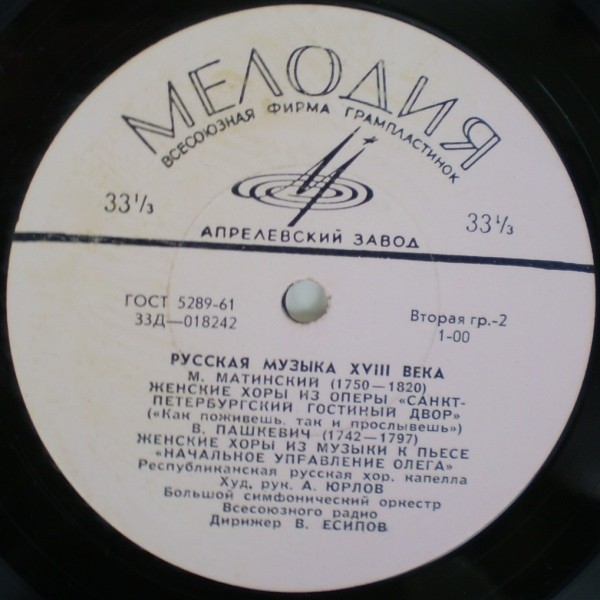 МЕЛОДИЯ
ВСЕСОЮЗНАЯ ФИРМА ГРАМПЛАСТИНОК
33⅓ 33⅓
АПРЕЛЕВСКИЙ ЗАВОД
ГОСТ 5289-61 Вторая гр.-2
33Д—018242 1-00
РУССКАЯ МУЗЫКА XVIII ВЕКА
М. МАТИНСКИЙ (1750—1820)
ЖЕНСКИЕ ХОРЫ ИЗ ОПЕРЫ «САНКТ-
ПЕТЕРБУРГСКИЙ ГОСТИНЫЙ ДВОР»
(«Как поживешь, так и прослывешь»)
В. ПАШКЕВИЧ (1742—1797)
ЖЕНСКИЕ ХОРЫ ИЗ МУЗЫКИ К ПЬЕСЕ
«НАЧАЛЬНОЕ УПРАВЛЕНИЕ ОЛЕГА»
Республиканская русская хор. капелла
Худ. рук. А. ЮРЛОВ
Большой симфонический оркестр
Всесоюзного радио
Дирижер В. ЕСИПОВ